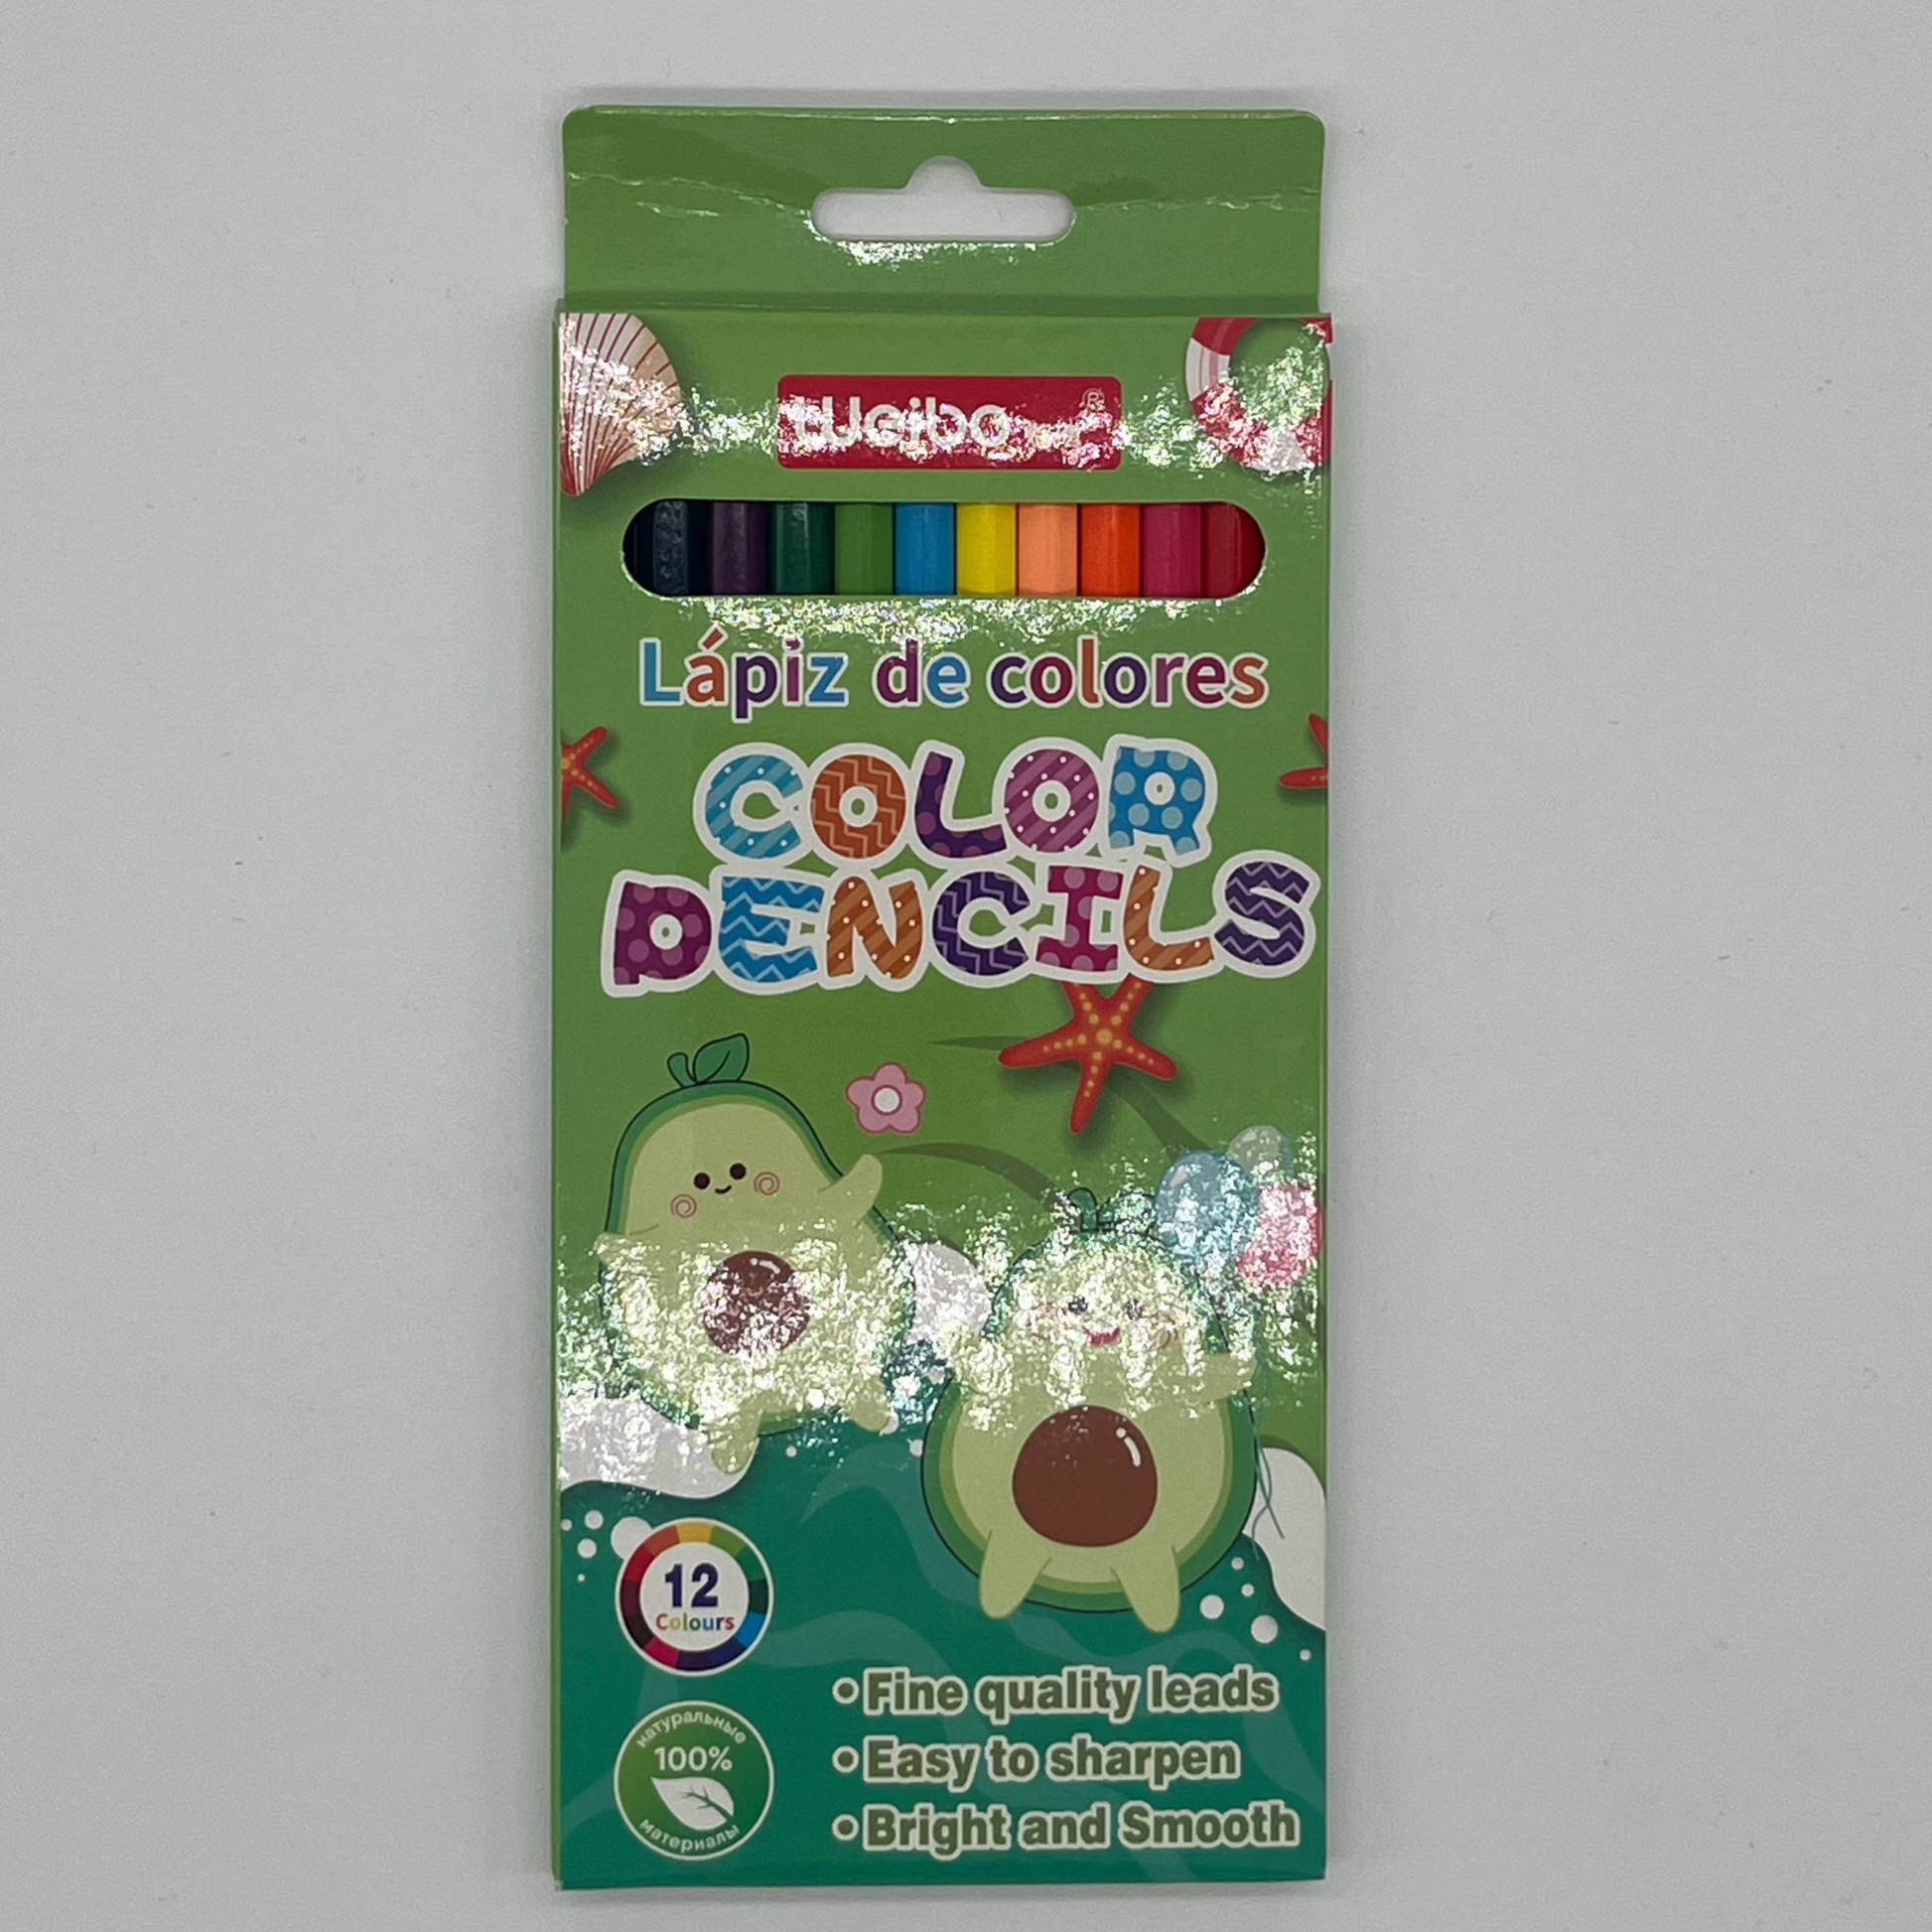 Weibo ®
Lápiz de colores
COLOR
PENCILS
12
Colours
натуральные
100%
материалы
•Fine quality leads
•Easy to sharpen
•Bright and Smooth